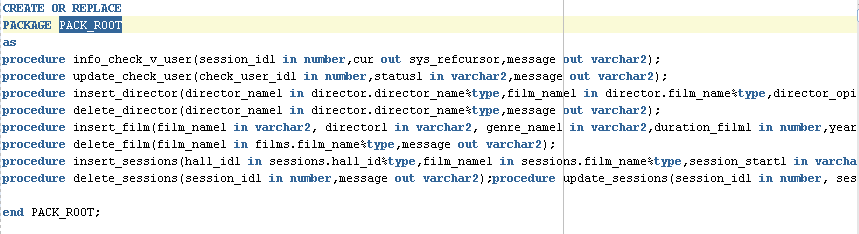 CREATE OR REPLACE
PACKAGE PACK_ROOT
as
procedure info_check_v_user(session_idl in number,cur out sys_refcursor,message out varchar2);
procedure update_check_user(check_user_idl in number,statusl in varchar2,message out varchar2);
procedure insert_director(director_namel in director.director_name%type,film_namel in director.film_name%type,director_opi
procedure delete_director(director_namel in director.director_name%type,message out varchar2);
procedure insert_film(film_namel in varchar2, directorl in varchar2, genre_namel in varchar2,duration_filml in number,year
procedure delete_film(film_namel in films.film_name%type,message out varchar2);
procedure insert_sessions(hall_idl in sessions.hall_id%type,film_namel in sessions.film_name%type,session_startl in varcha
procedure delete_sessions(session_idl in number,message out varchar2);procedure update_sessions(session_idl in number, ses
end PACK_ROOT;